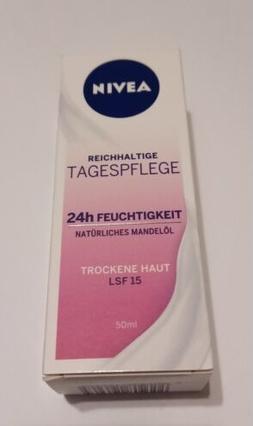 NIVEA
REICHHALTIGE
TAGESPFLEGE
24h FEUCHTIGKEIT
NATÜRLICHES MANDELÖL
TROCKENE HAUT
LSF 15
50ml